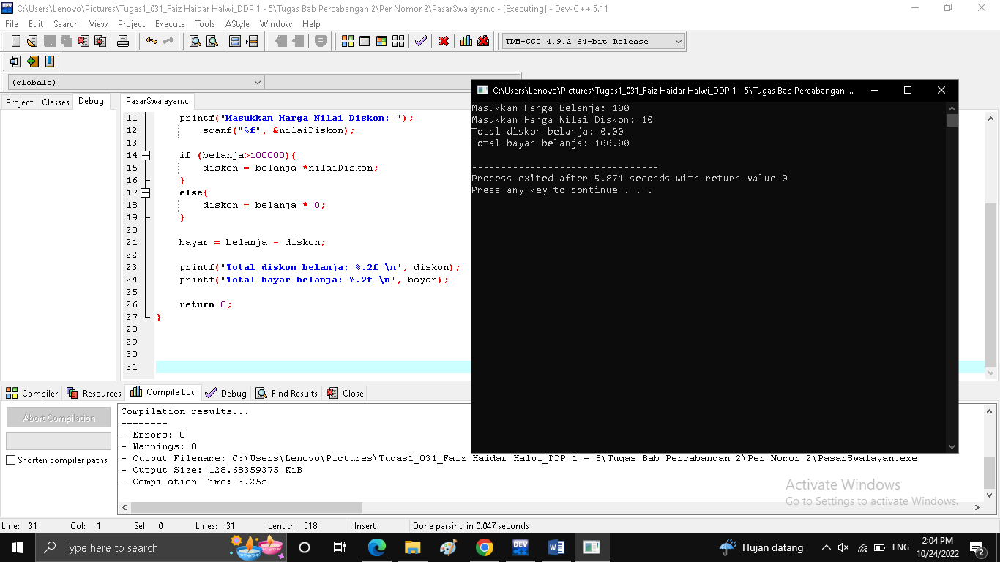 C:\Users\Lenovo\Pictures\Tugas1_031_Faiz Haidar Halwi_DDP 1 - 5\Tugas Bab Percabangan 2\Per Nomor 2\PasarSwalayan.c - [Executing] - Dev-C++ 5.11
File Edit Search View Project Execute Tools AStyle Window Help
TDM-GCC 4.9.2 64-bit Release
(globals)
Project Classes Debug
PasarSwalayan.c
11 printf("Masukkan Harga Nilai Diskon: ");
12 scanf("%f", &nilaiDiskon);
13
14 if (belanja>100000){
15 diskon = belanja *nilaiDiskon;
16 }
17 else{
18 diskon = belanja * 0;
19 }
20
21 bayar = belanja - diskon;
22
23 printf("Total diskon belanja: %.2f \n", diskon);
24 printf("Total bayar belanja: %.2f \n", bayar);
25
26 return 0;
27 }
28
29
30
31
C:\Users\Lenovo\Pictures\Tugas1_031_Faiz Haidar Halwi_DDP 1 - 5\Tugas Bab Percabangan ...
Masukkan Harga Belanja: 100
Masukkan Harga Nilai Diskon: 10
Total diskon belanja: 0.00
Total bayar belanja: 100.00
--------------------------------
Process exited after 5.871 seconds with return value 0
Press any key to continue . . .
Compiler Resources Compile Log Debug Find Results Close
Abort Compilation
Shorten compiler paths
Compilation results...
--------
- Errors: 0
- Warnings: 0
- Output Filename: C:\Users\Lenovo\Pictures\Tugas1_031_Faiz Haidar Halwi_DDP 1 - 5\Tugas Bab Percabangan 2\Per Nomor 2\PasarSwalayan.exe
- Output Size: 128.68359375 KiB
- Compilation Time: 3.25s
Activate Windows
Go to Settings to activate Windows.
Line: 31 Col: 1 Sel: 0 Lines: 31 Length: 518 Insert Done parsing in 0.047 seconds
Type here to search
DEV
Hujan datang
ENG
2:04 PM
10/24/2022
2